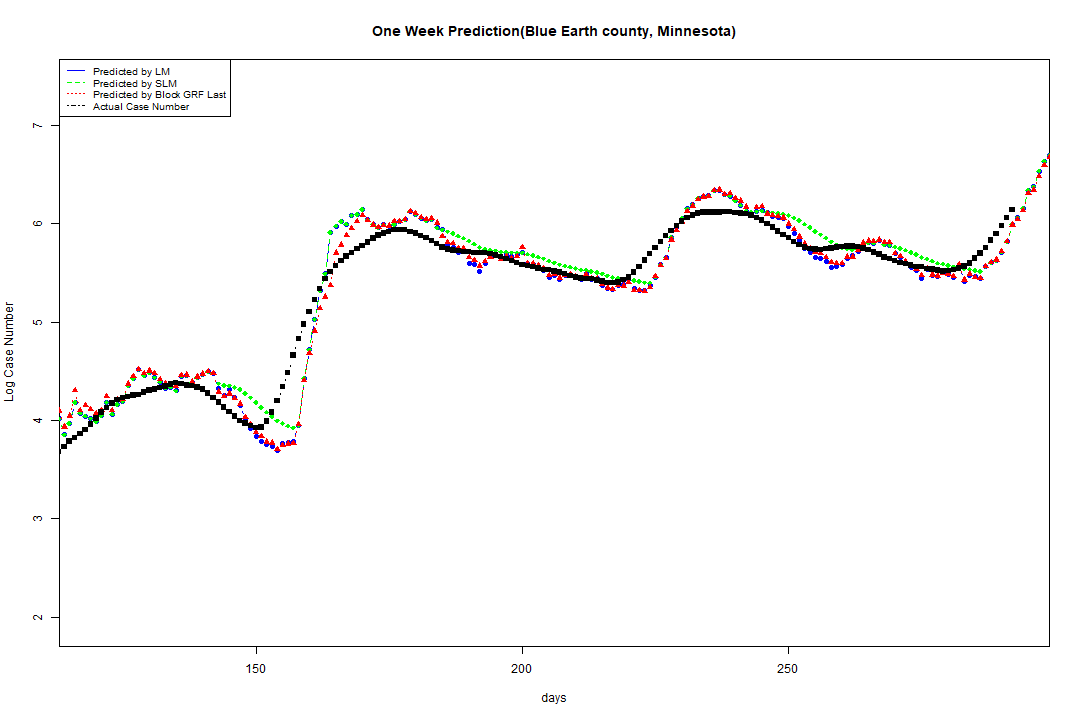 One Week Prediction(Blue Earth county, Minnesota)
Predicted by LM
Predicted by SLM
Predicted by Block GRF Last
Actual Case Number
7
6
5
4
3
2
Log Case Number
150 200 250
days